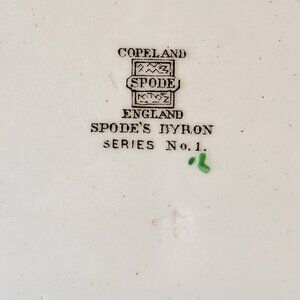 COPELAND
SPODE
ENGLAND
SPODE'S BYRON
SERIES No. 1.